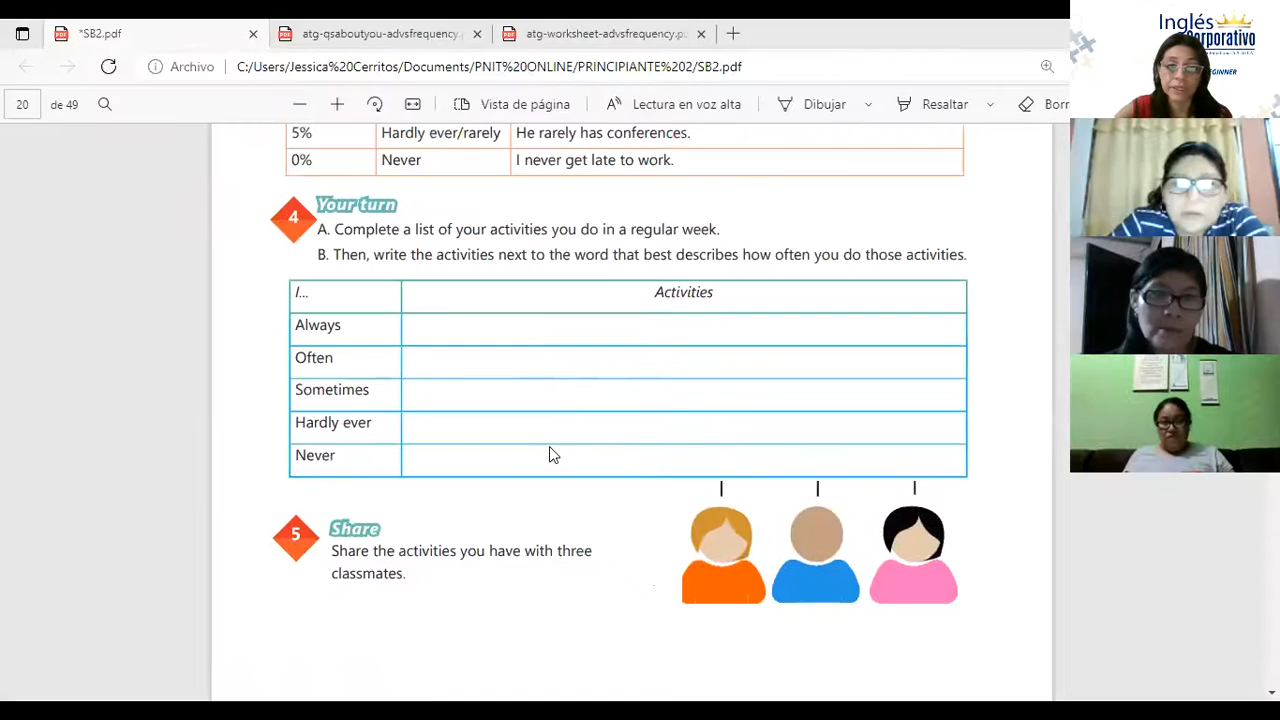 *SB2.pdf
atg-qsaboutyou-advsfrequency.
atg-worksheet-advsfrequency.pu
Archivo
C:/Users/Jessica%20Cerritos/Documents/PNIT%20ONLINE/PRINCIPIANTE%202/SB2.pdf
20 de 49
Vista de página
Lectura en voz alta
Dibujar
Resaltar
Borr
Inglés
Corporativo
EGINNER
5% Hardly ever/rarely He rarely has conferences.
0% Never I never get late to work.
4 Your turn
A. Complete a list of your activities you do in a regular week.
B. Then, write the activities next to the word that best describes how often you do those activities.
I... Activities
Always
Often
Sometimes
Hardly ever
Never
5 Share
Share the activities you have with three
classmates.